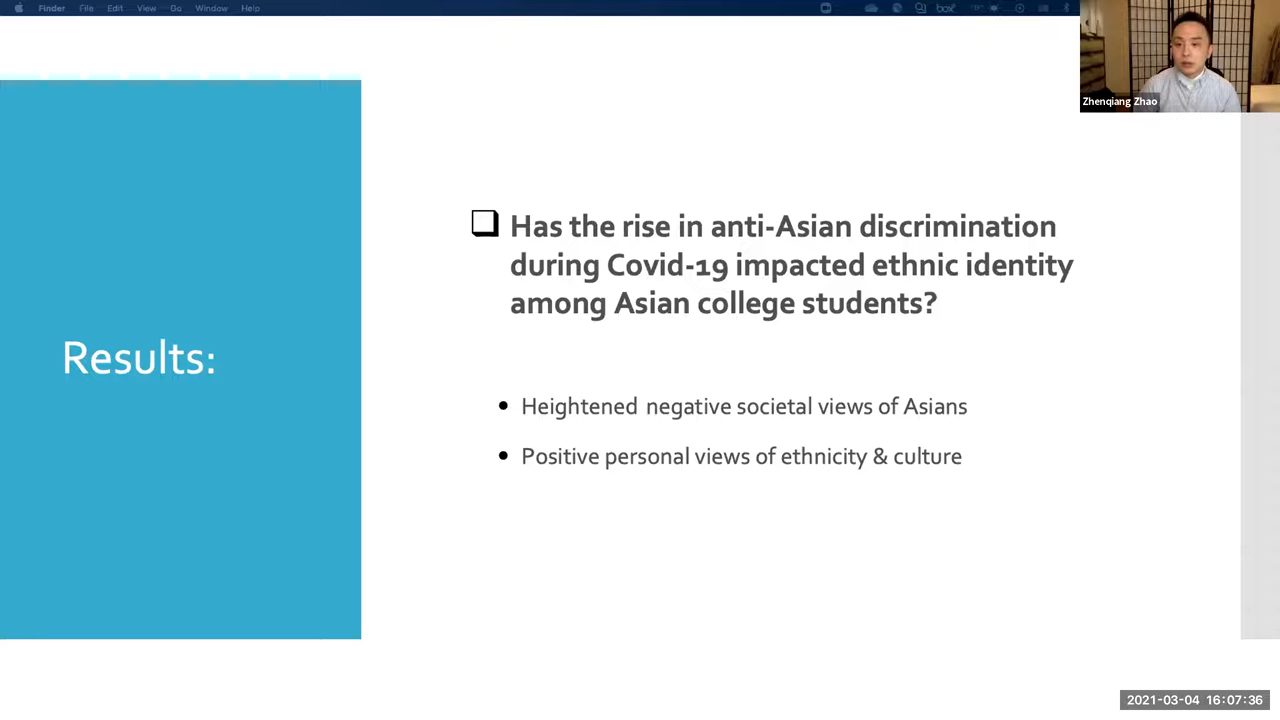 Finder File Edit View Go Window Help
box
Zhenqiang Zhao
❑ Has the rise in anti-Asian discrimination
during Covid-19 impacted ethnic identity
among Asian college students?
Results:
• Heightened negative societal views of Asians
• Positive personal views of ethnicity & culture
2021-03-04 16:07:36